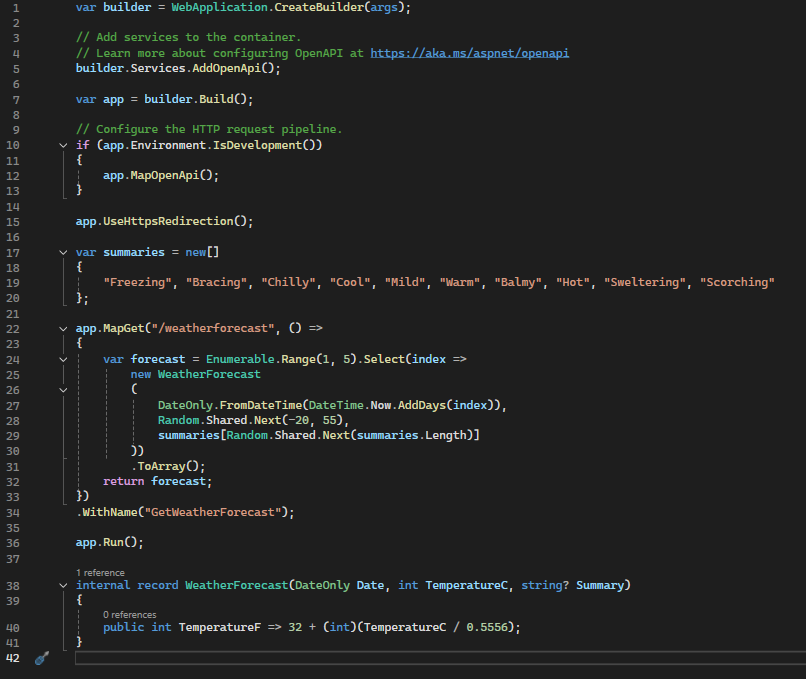 1 var builder = WebApplication.CreateBuilder(args);
2
3 // Add services to the container.
4 // Learn more about configuring OpenAPI at https://aka.ms/aspnet/openapi
5 builder.Services.AddOpenApi();
6
7 var app = builder.Build();
8
9 // Configure the HTTP request pipeline.
10 if (app.Environment.IsDevelopment())
11 {
12     app.MapOpenApi();
13 }
14
15 app.UseHttpsRedirection();
16
17 var summaries = new[]
18 {
19     "Freezing", "Bracing", "Chilly", "Cool", "Mild", "Warm", "Balmy", "Hot", "Sweltering", "Scorching"
20 };
21
22 app.MapGet("/weatherforecast", () =>
23 {
24     var forecast = Enumerable.Range(1, 5).Select(index =>
25         new WeatherForecast
26         (
27             DateOnly.FromDateTime(DateTime.Now.AddDays(index)),
28             Random.Shared.Next(-20, 55),
29             summaries[Random.Shared.Next(summaries.Length)]
30         ))
31         .ToArray();
32     return forecast;
33 })
34 .WithName("GetWeatherForecast");
35
36 app.Run();
37
1 reference
38 internal record WeatherForecast(DateOnly Date, int TemperatureC, string? Summary)
39 {
0 references
40     public int TemperatureF => 32 + (int)(TemperatureC / 0.5556);
41 }
42